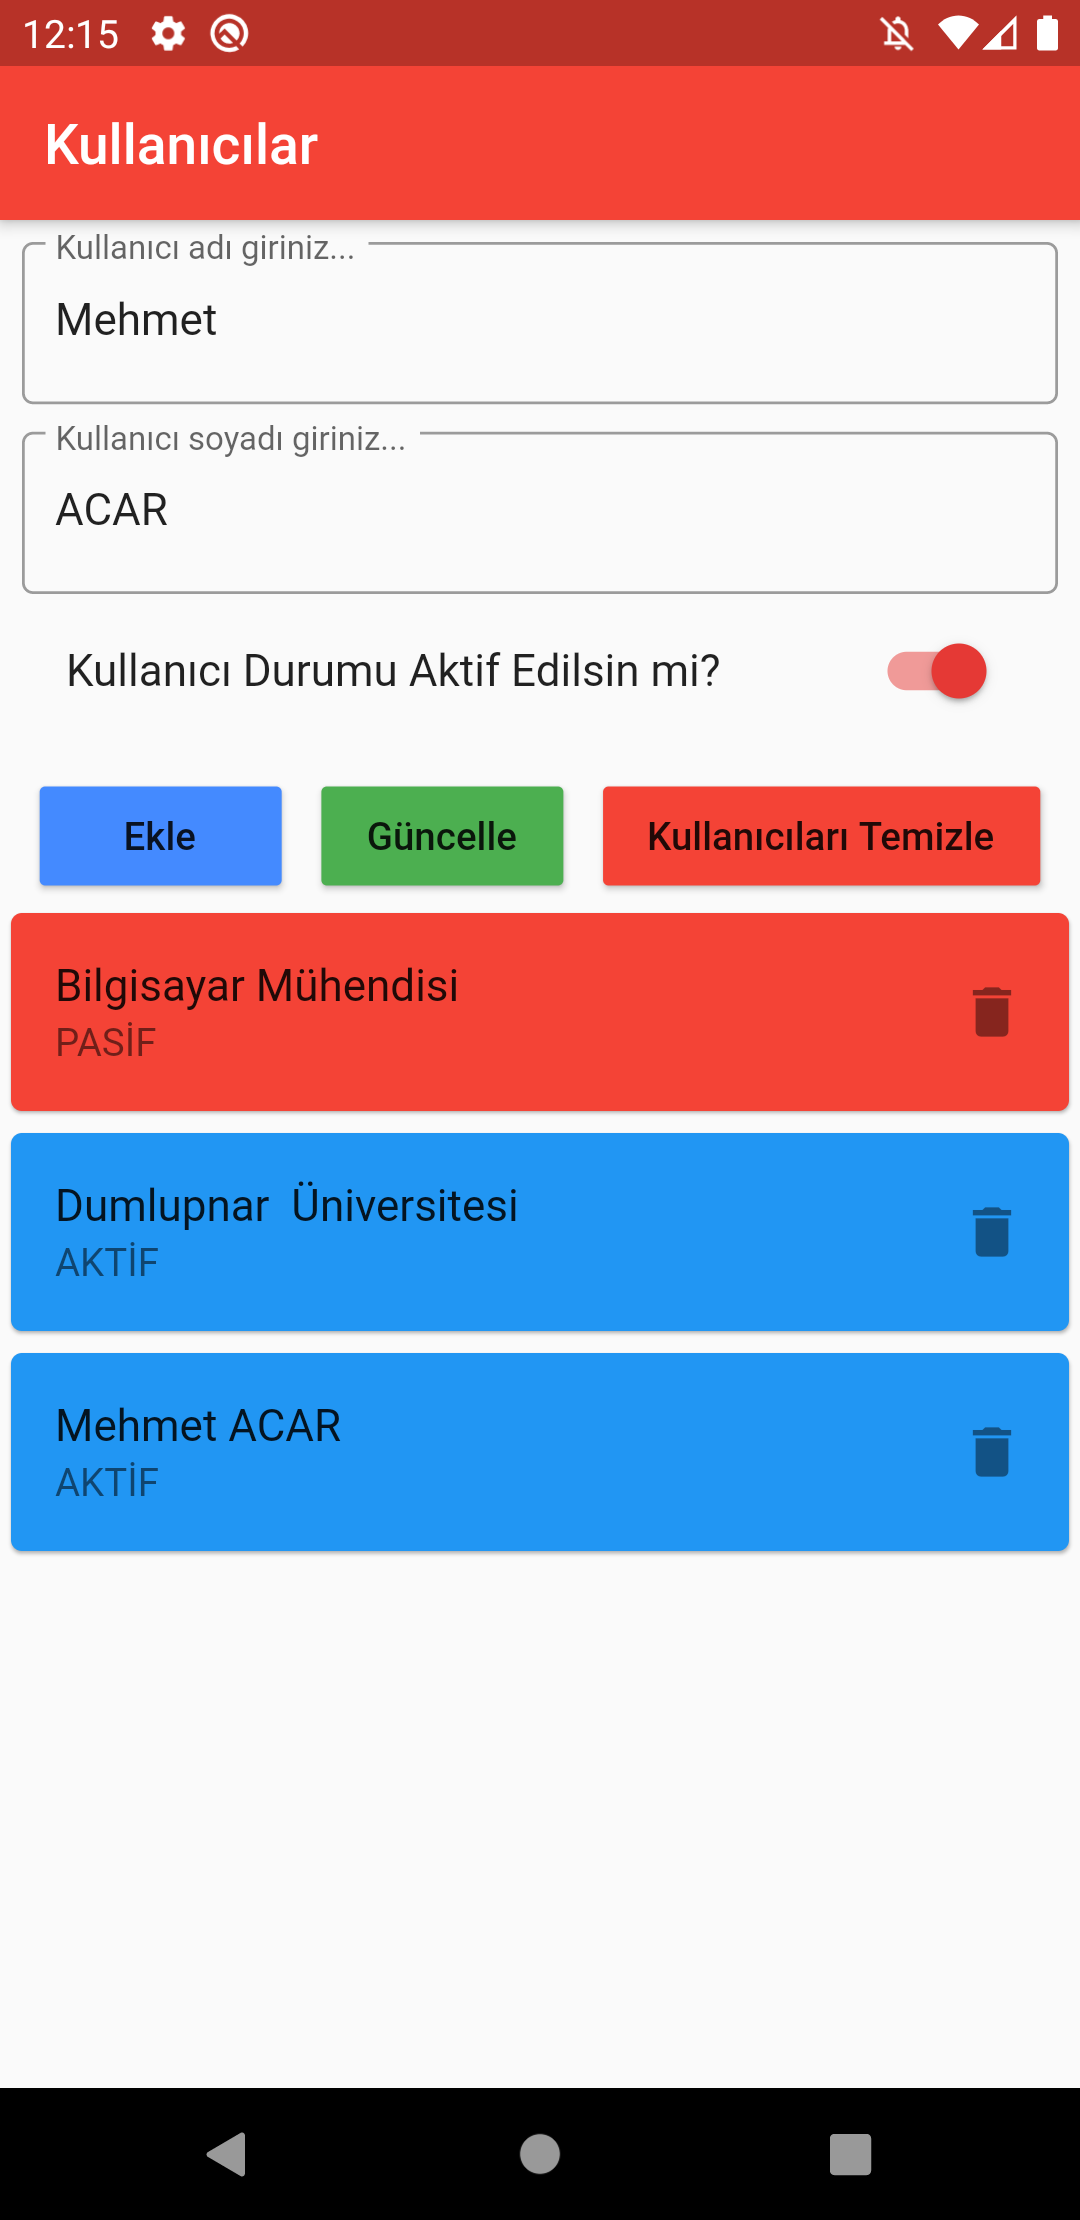 12:15
Kullanıcılar
Kullanıcı adı giriniz...
Mehmet
Kullanıcı soyadı giriniz...
ACAR
Kullanıcı Durumu Aktif Edilsin mi?
Ekle
Güncelle
Kullanıcıları Temizle
Bilgisayar Mühendisi
PASİF
Dumlupnar  Üniversitesi
AKTİF
Mehmet ACAR
AKTİF